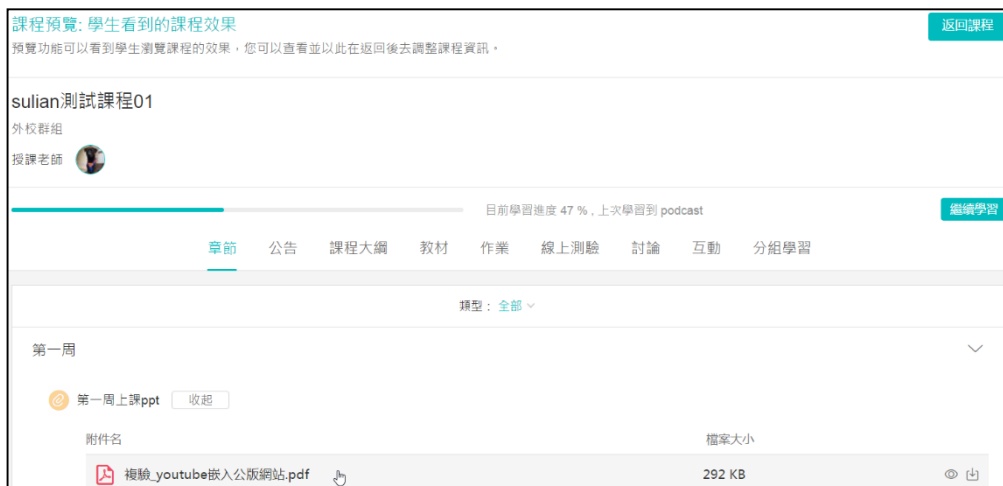 課程預覽: 學生看到的課程效果
返回課程
預覽功能可以看到學生瀏覽課程的效果，您可以查看並以此在返回後去調整課程資訊。
sulian測試課程01
外校群組
授課老師
目前學習進度 47 % , 上次學習到 podcast
繼續學習
章節 公告 課程大綱 教材 作業 線上測驗 討論 互動 分組學習
類型： 全部
第一周
第一周上課ppt 收起
附件名 檔案大小
複驗_youtube嵌入公版網站.pdf 292 KB